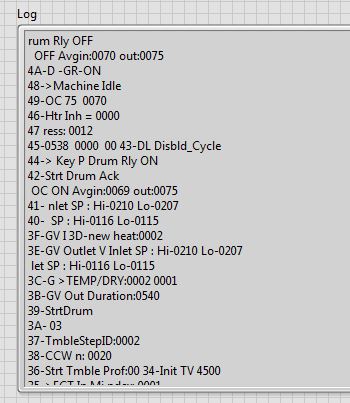 Log
rum Rly OFF
OFF Avgin:0070 out:0075
4A-D -GR-ON
48->Machine Idle
49-OC 75 0070
46-Htr Inh = 0000
47 ress: 0012
45-0538 0000 00 43-DL Disbld_Cycle
44-> Key P Drum Rly ON
42-Strt Drum Ack
OC ON Avgin:0069 out:0075
41- nlet SP : Hi-0210 Lo-0207
40- SP : Hi-0116 Lo-0115
3F-GV I 3D-new heat:0002
3E-GV Outlet V Inlet SP : Hi-0210 Lo-0207
let SP : Hi-0116 Lo-0115
3C-G >TEMP/DRY:0002 0001
3B-GV Out Duration:0540
39-StrtDrum
3A- 03
37-TmbleStepID:0002
38-CCW n: 0020
36-Strt Tmble Prof:00 34-Init TV 4500